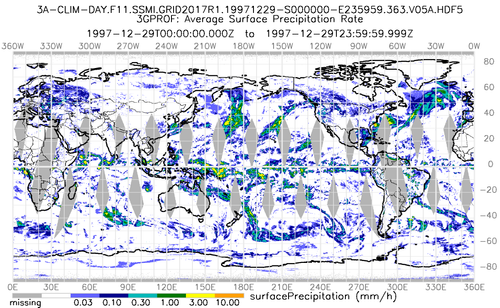 3A-CLIM-DAY.F11.SSMI.GRID2017R1.19971229-S000000-E235959.363.V05A.HDF5
3GPROF: Average Surface Precipitation Rate
1997-12-29T00:00:00.000Z to 1997-12-29T23:59:59.999Z
360W 330W 300W 270W 240W 210W 180W 150W 120W 90W 60W 30W 0W
80
60
40
20
0
-20
-40
-60
-80
0E 30E 60E 90E 120E 150E 180E 210E 240E 270E 300E 330E 360E
missing 0.03 0.10 0.30 1.00 3.00 10.00 surfacePrecipitation (mm/h)